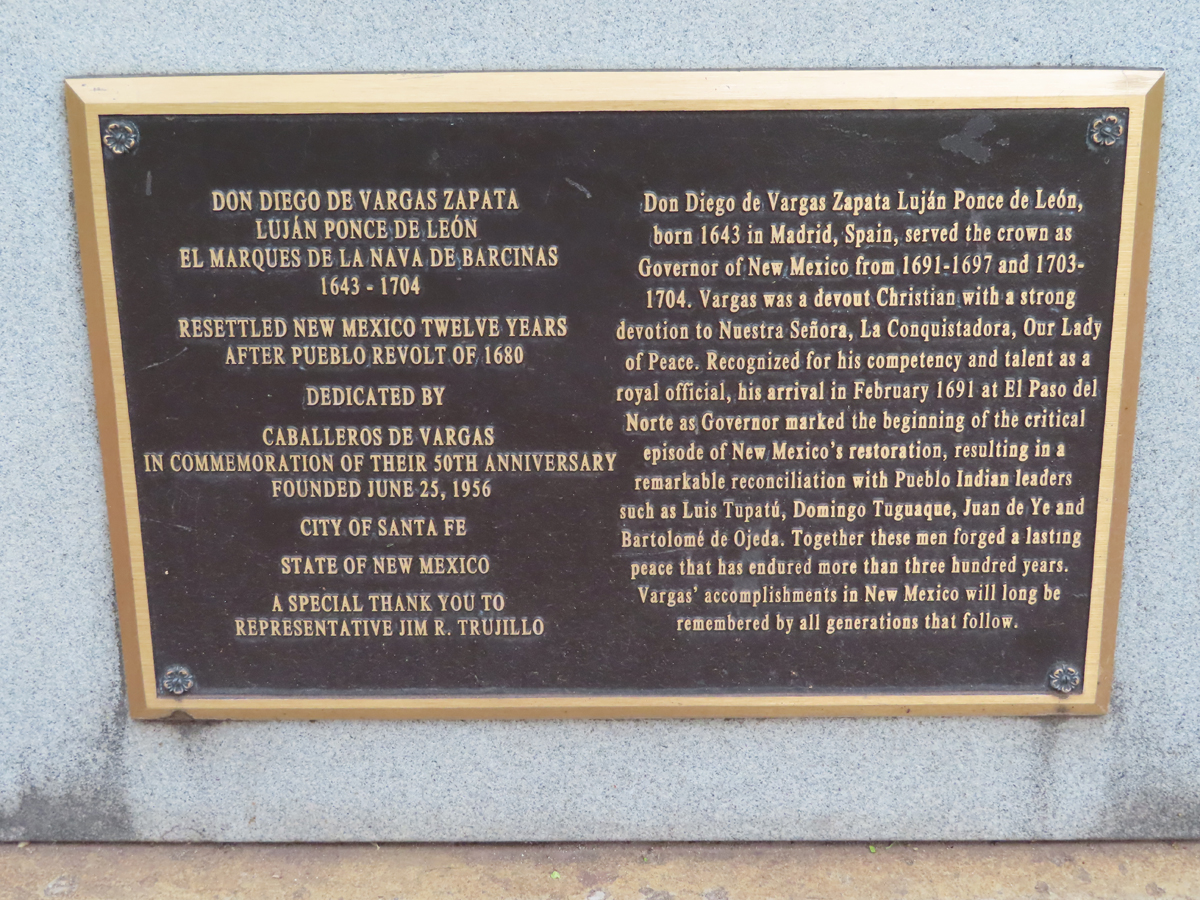 DON DIEGO DE VARGAS ZAPATA
LUJÁN PONCE DE LEÓN
EL MARQUES DE LA NAVA DE BARCINAS
1643 - 1704
RESETTLED NEW MEXICO TWELVE YEARS
AFTER PUEBLO REVOLT OF 1680
DEDICATED BY
CABALLEROS DE VARGAS
IN COMMEMORATION OF THEIR 50TH ANNIVERSARY
FOUNDED JUNE 25, 1956
CITY OF SANTA FE
STATE OF NEW MEXICO
A SPECIAL THANK YOU TO
REPRESENTATIVE JIM R. TRUJILLO
Don Diego de Vargas Zapata Luján Ponce de León,
born 1643 in Madrid, Spain, served the crown as
Governor of New Mexico from 1691-1697 and 1703-
1704. Vargas was a devout Christian with a strong
devotion to Nuestra Señora, La Conquistadora, Our Lady
of Peace. Recognized for his competency and talent as a
royal official, his arrival in February 1691 at El Paso del
Norte as Governor marked the beginning of the critical
episode of New Mexico's restoration, resulting in a
remarkable reconciliation with Pueblo Indian leaders
such as Luis Tupatú, Domingo Tuguaque, Juan de Ye and
Bartolomé de Ojeda. Together these men forged a lasting
peace that has endured more than three hundred years.
Vargas' accomplishments in New Mexico will long be
remembered by all generations that follow.